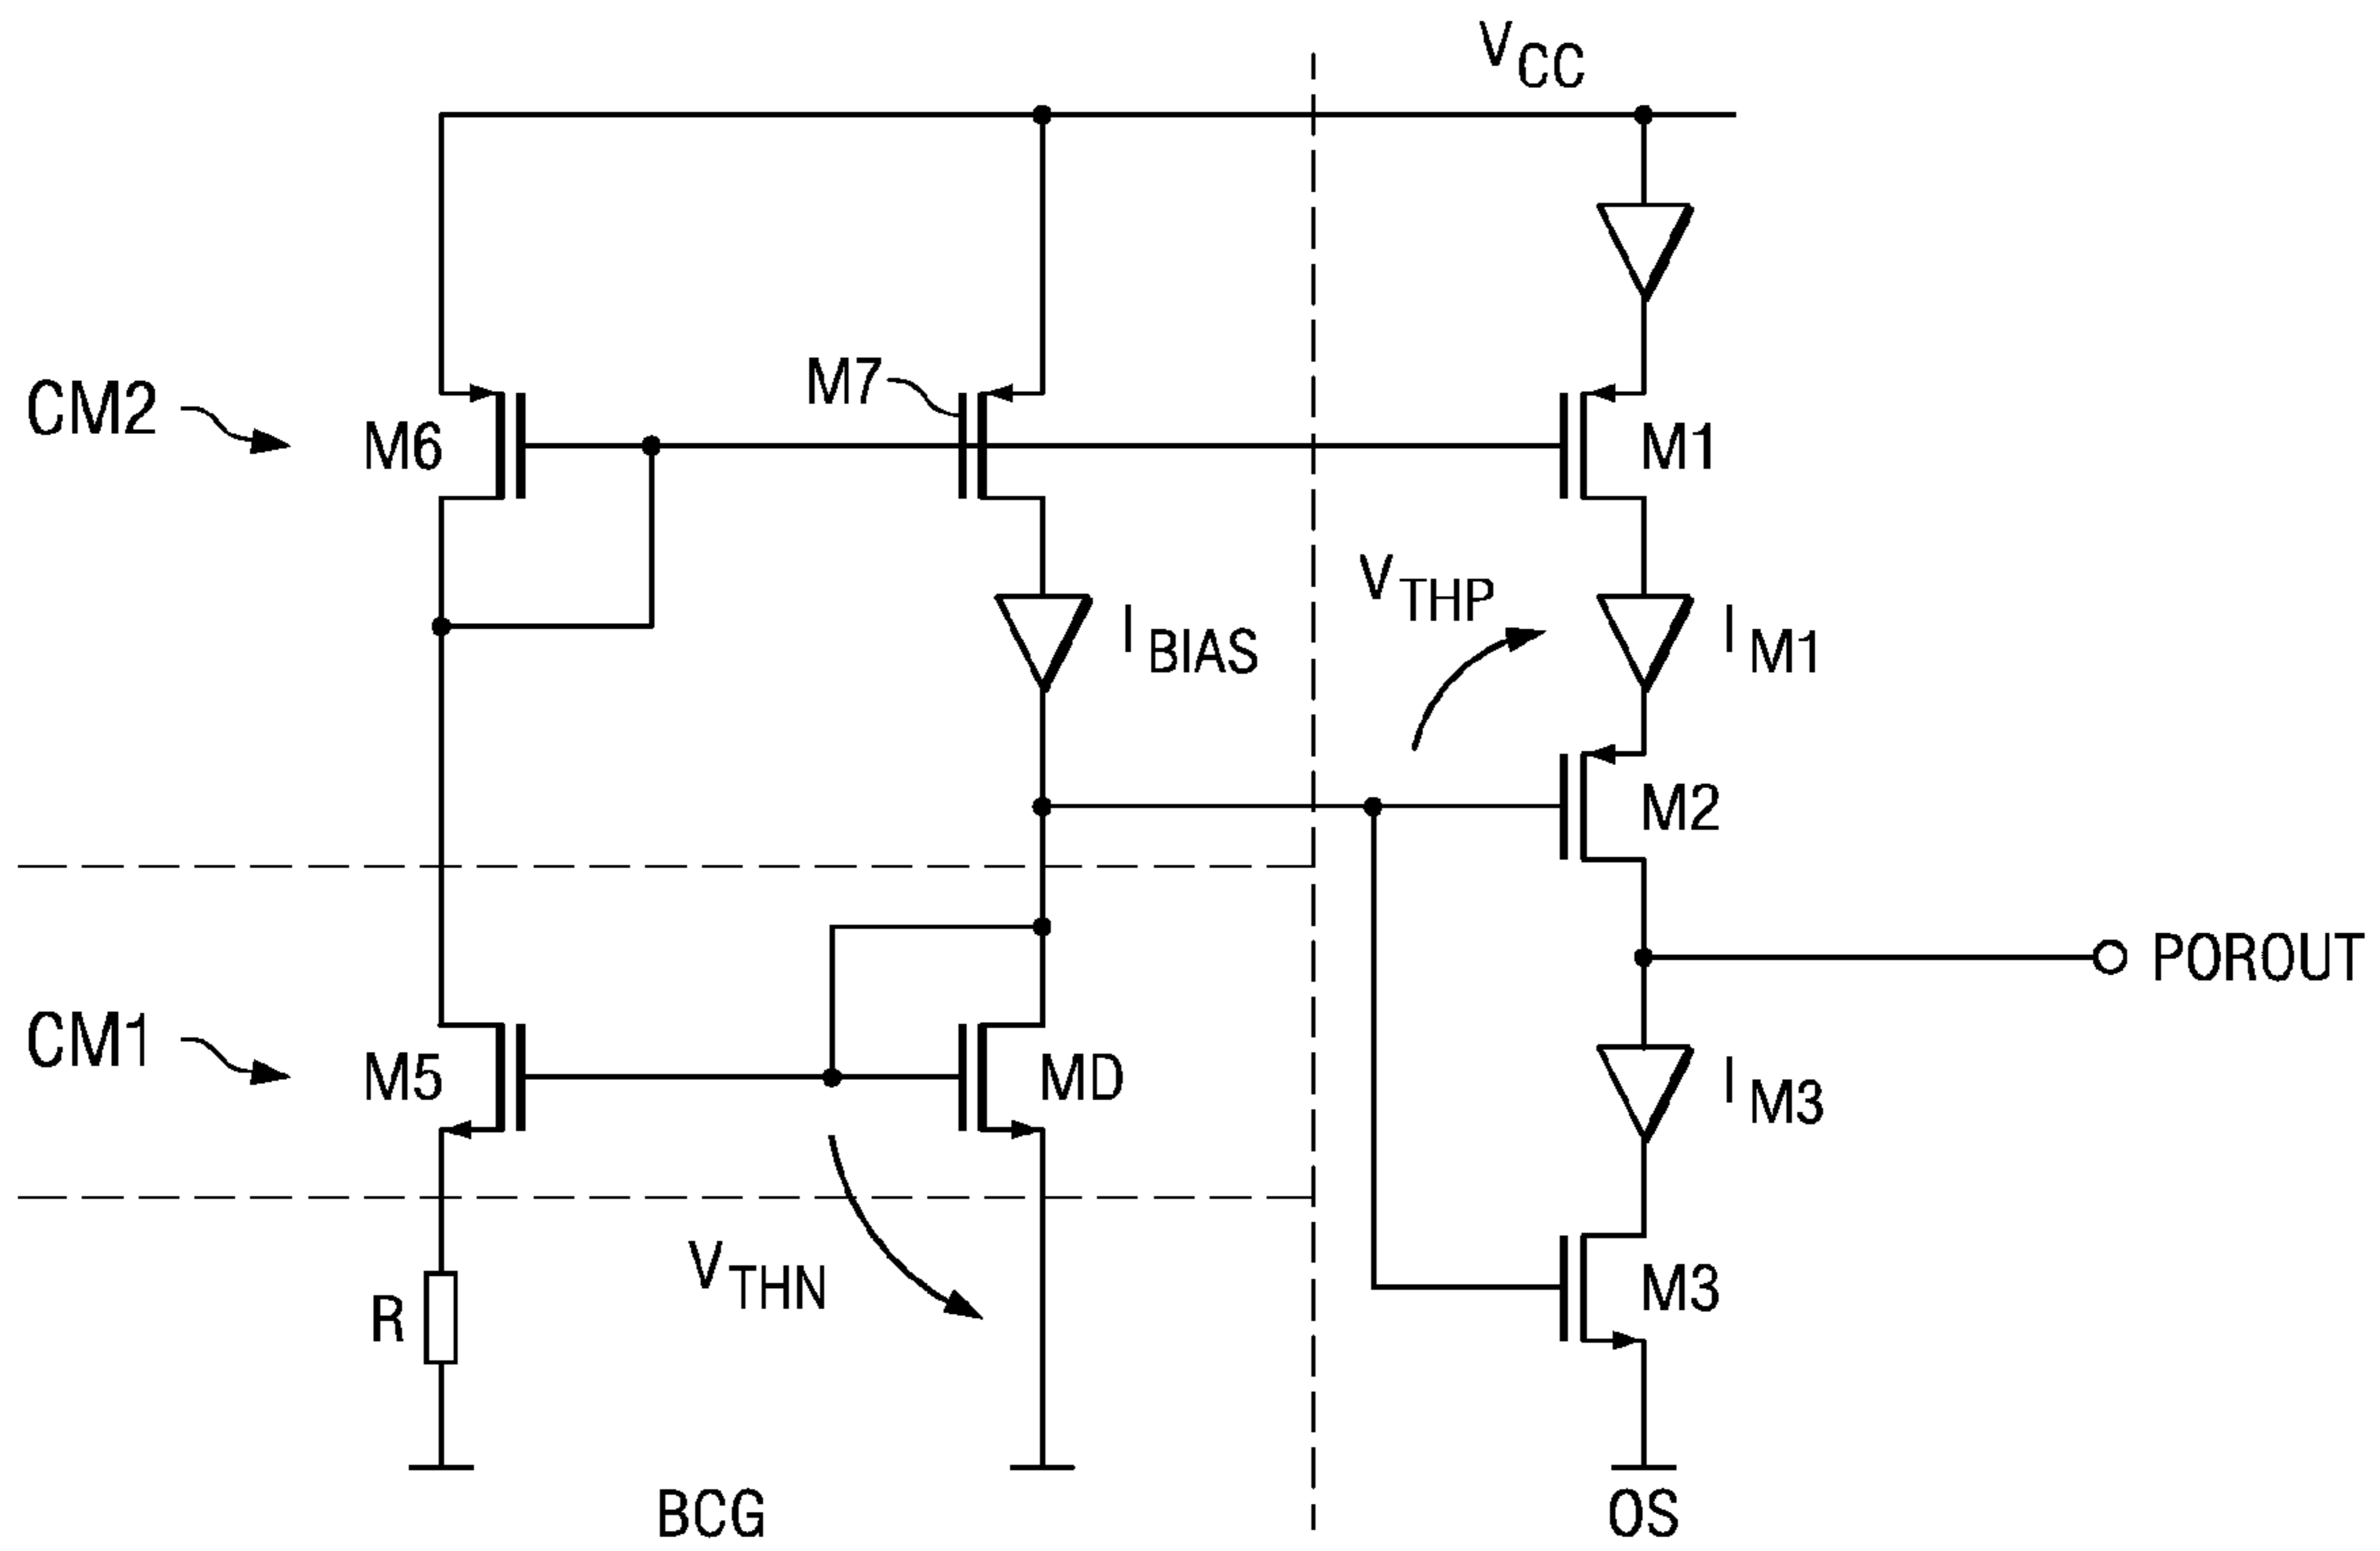 VCC
CM2
M6
M7
M1
VTHP
IBIAS
IM1
M2
POROUT
CM1
M5
MD
IM3
VTHN
R
M3
BCG
OS